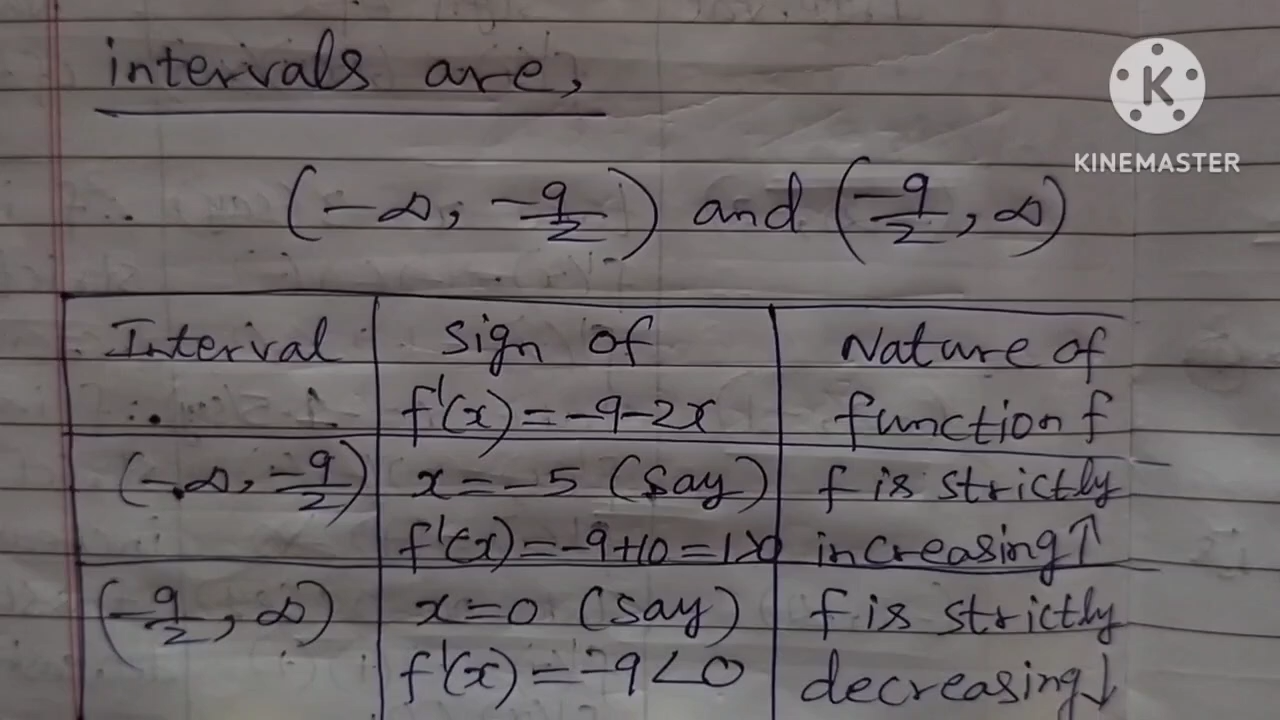 intervals are,
K
KINEMASTER
(-∞, -9/2) and (-9/2, ∞)
Interval
Sign of
f'(x) = -9-2x
Nature of
function f
(-∞, -9/2)
x = -5 (say)
f'(x) = -9+10 = 1>0
f is strictly
increasing↑
(-9/2, ∞)
x=0 (say)
f'(x) = -9<0
f is strictly
decreasing↓